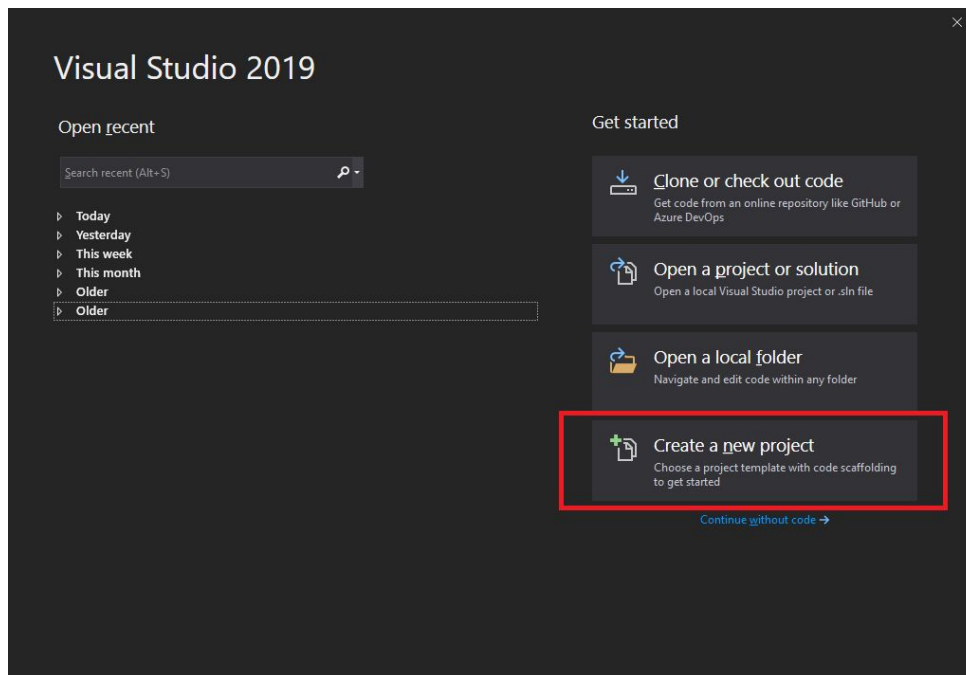 Visual Studio 2019
Open recent
Search recent (Alt+S)
Today
Yesterday
This week
This month
Older
Older
Get started
Clone or check out code
Get code from an online repository like GitHub or
Azure DevOps
Open a project or solution
Open a local Visual Studio project or .sln file
Open a local folder
Navigate and edit code within any folder
Create a new project
Choose a project template with code scaffolding
to get started
Continue without code →